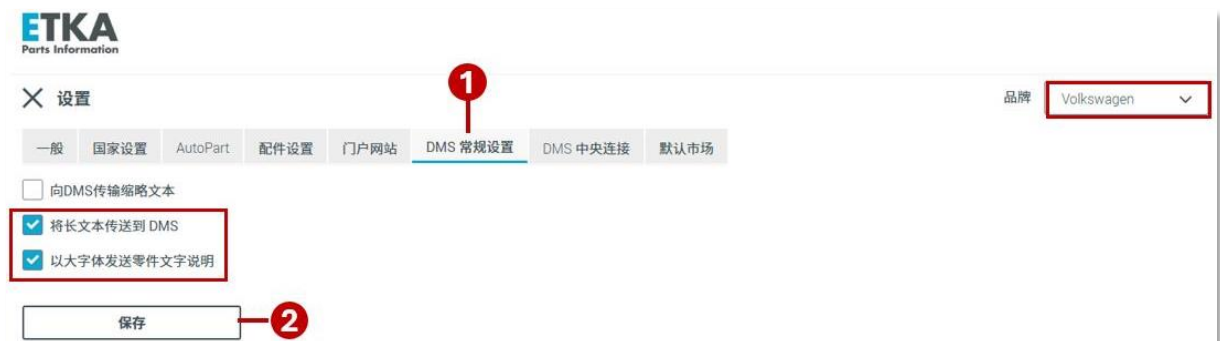 ETKA
Parts Information
1
设置
品牌 Volkswagen
一般 国家设置 AutoPart 配件设置 门户网站 DMS 常规设置 DMS 中央连接 默认市场
向DMS传输缩略文本
将长文本传送到 DMS
以大字体发送零件文字说明
保存
2